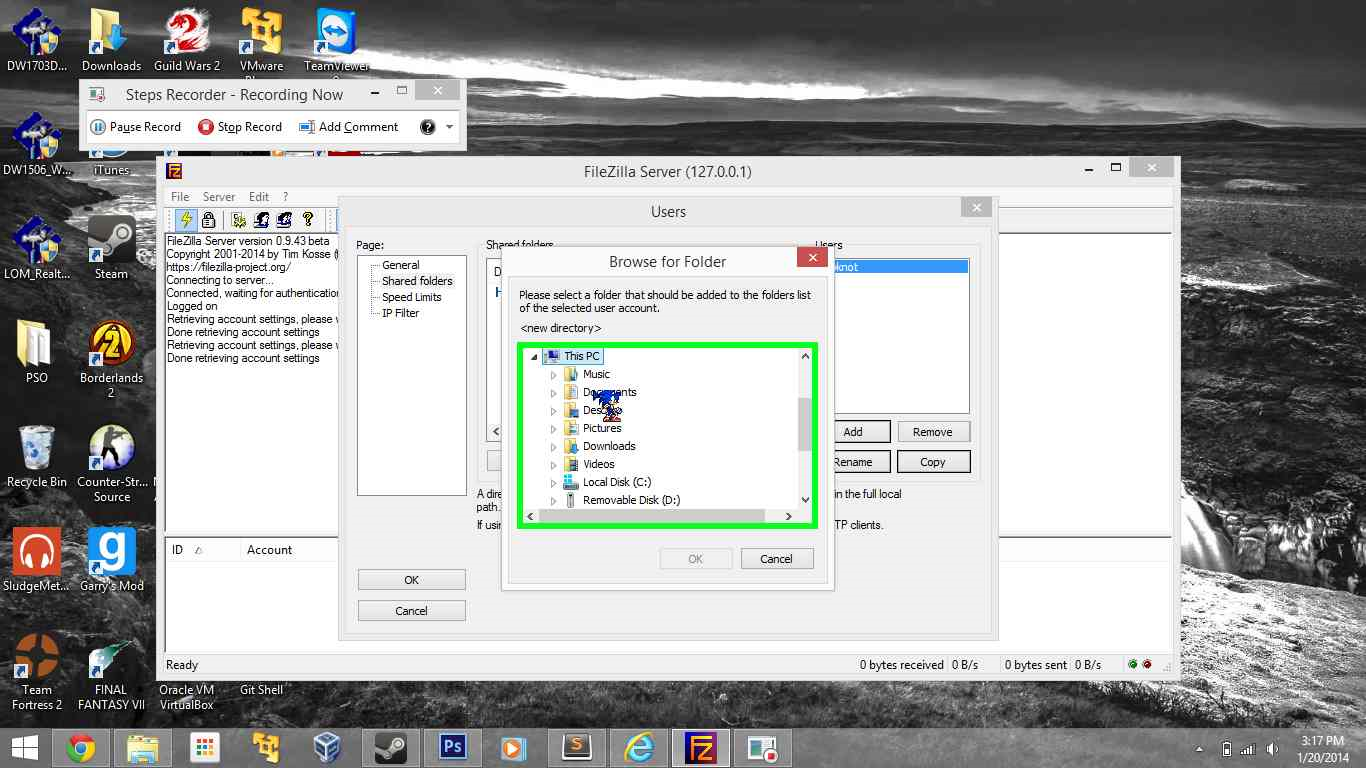 DW1703D...
Downloads
Guild Wars 2
VMware
TeamViewer
Steps Recorder - Recording Now
Pause Record
Stop Record
Add Comment
DW1506_W...
iTunes
FileZilla Server (127.0.0.1)
File
Server
Edit
?
Users
FileZilla Server version 0.9.43 beta
Copyright 2001-2014 by Tim Kosse
https://filezilla-project.org/
Connecting to server...
Connected, waiting for authentication
Logged on
Retrieving account settings, please
Done retrieving account settings
Retrieving account settings, please
Done retrieving account settings
Page:
General
Shared folders
Speed Limits
IP Filter
Shared folders
Users
Browse for Folder
Please select a folder that should be added to the folders list
of the selected user account.
<new directory>
This PC
Music
Documents
Desktop
Pictures
Downloads
Videos
Local Disk (C:)
Removable Disk (D:)
OK
Cancel
Add
Remove
Rename
Copy
in the full local
path.
If
TP clients.
OK
Cancel
ID
Account
LOM_Realt...
Steam
PSO
Borderlands
2
Recycle Bin
Counter-Str...
Source
SludgeMet...
Garry's Mod
Team
Fortress 2
FINAL
FANTASY VII
Oracle VM
VirtualBox
Git Shell
Ready
0 bytes received
0 B/s
0 bytes sent
0 B/s
3:17 PM
1/20/2014